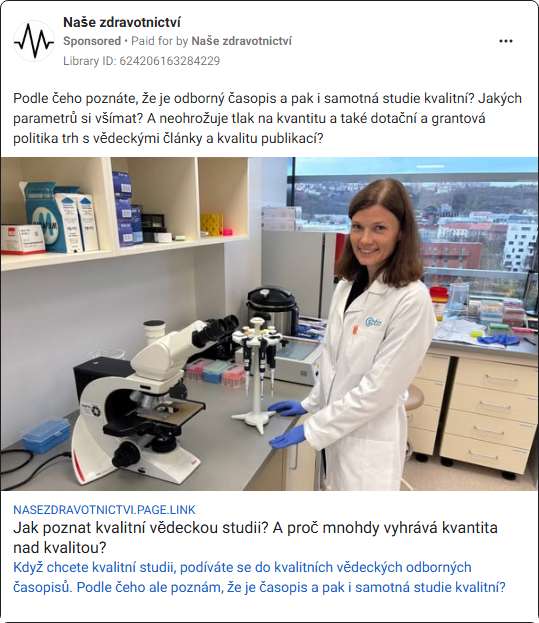 Naše zdravotnictví
Sponsored • Paid for by Naše zdravotnictví
Library ID: 624206163284229
Podle čeho poznáte, že je odborný časopis a pak i samotná studie kvalitní? Jakých
parametrů si všímat? A neohrožuje tlak na kvantitu a také dotační a grantová
politika trh s vědeckými články a kvalitu publikací?
NASEZDRAVOTNICTVI.PAGE.LINK
Jak poznat kvalitní vědeckou studii? A proč mnohdy vyhrává kvantita
nad kvalitou?
Když chcete kvalitní studii, podíváte se do kvalitních vědeckých odborných
časopisů. Podle čeho ale poznám, že je časopis a pak i samotná studie kvalitní?